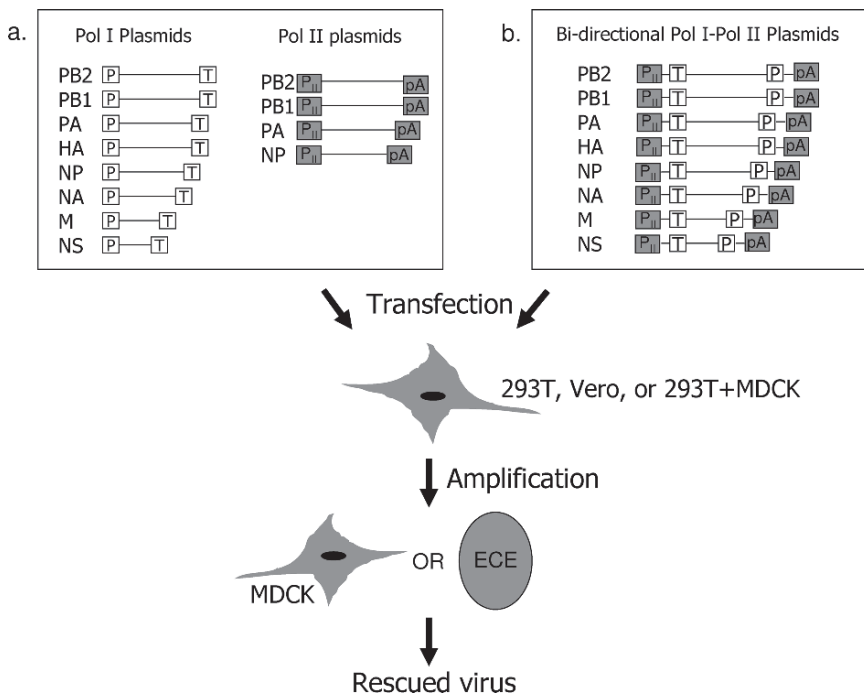 a.
Pol I Plasmids
Pol II plasmids
PB2 P T
PB1 P T
PA P T
HA P T
NP P T
NA P T
M P T
NS P T
PB2 PII pA
PB1 PII pA
PA PII pA
NP PII pA
b.
Bi-directional Pol I-Pol II Plasmids
PB2 PII T P pA
PB1 PII T P pA
PA PII T P pA
HA PII T P pA
NP PII T P pA
NA PII T P pA
M PII T P pA
NS PII T P pA
Transfection
293T, Vero, or 293T+MDCK
Amplification
MDCK
OR
ECE
Rescued virus